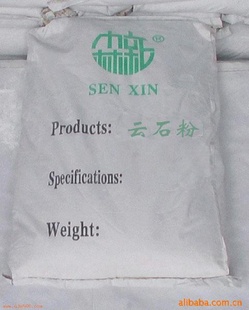 SEN XIN
Products: 云石粉
Specifications:
Weight:
alibaba.com.cn